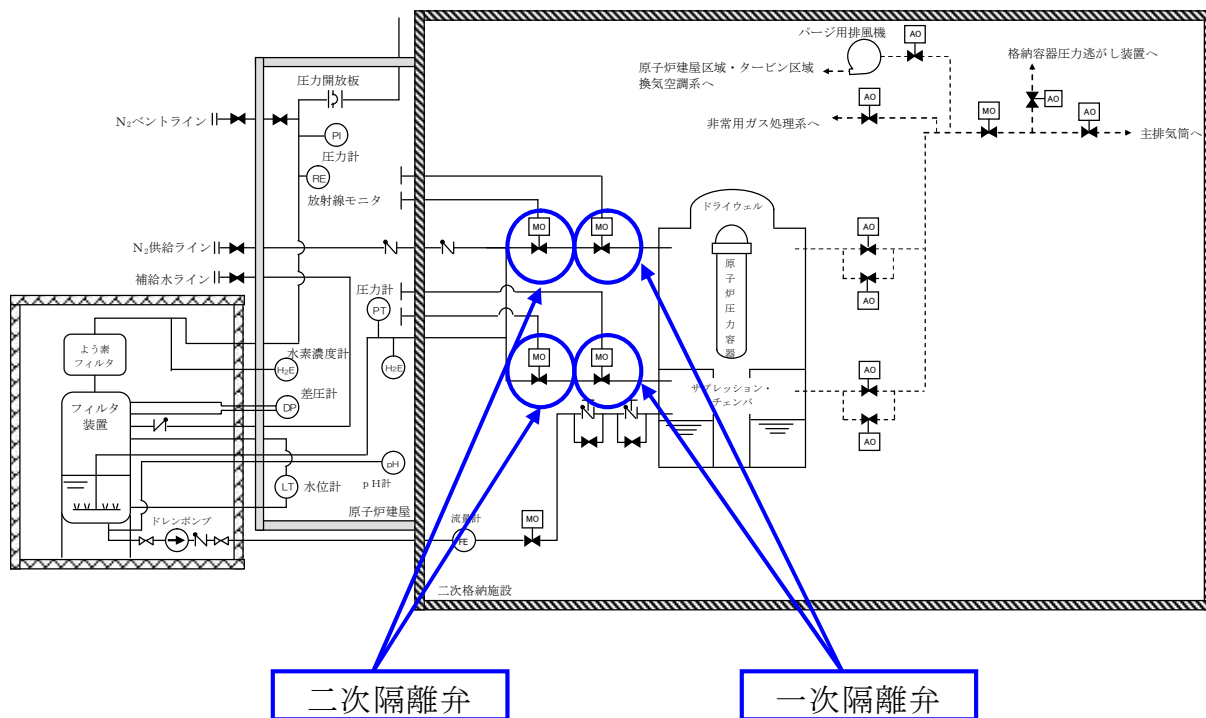 パージ用排風機
AO
格納容器圧力逃がし装置へ
原子炉建屋区域・タービン区域
換気空調系へ
AO
AO
MO
AO
非常用ガス処理系へ
主排気筒へ
圧力開放板
N₂ベントライン
PI
圧力計
RE
放射線モニタ
ドライウェル
MO
MO
AO
N₂供給ライン
原子炉圧力容器
補給水ライン
圧力計
AO
PT
よう素
フィルタ
水素濃度計
H₂E
H₂E
MO
MO
AO
サプレッション・
チェンバ
差圧計
DP
フィルタ
装置
AO
pH
pH計
LT
水位計
原子炉建屋
ドレンポンプ
流量計
FE
MO
二次格納施設
二次隔離弁
一次隔離弁